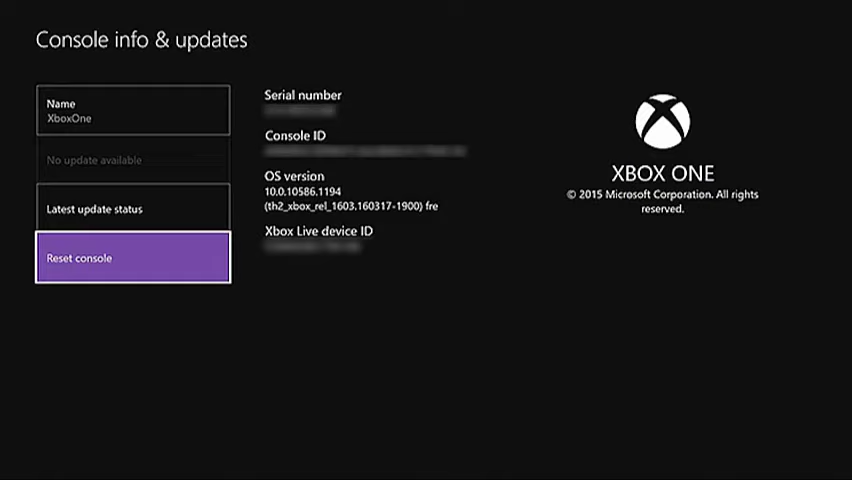 Console info & updates
Name
XboxOne
No update available
Latest update status
Reset console
Serial number
Console ID
OS version
10.0.10586.1194
(th2_xbox_rel_1603.160317-1900) fre
Xbox Live device ID
XBOX ONE
© 2015 Microsoft Corporation. All rights
reserved.